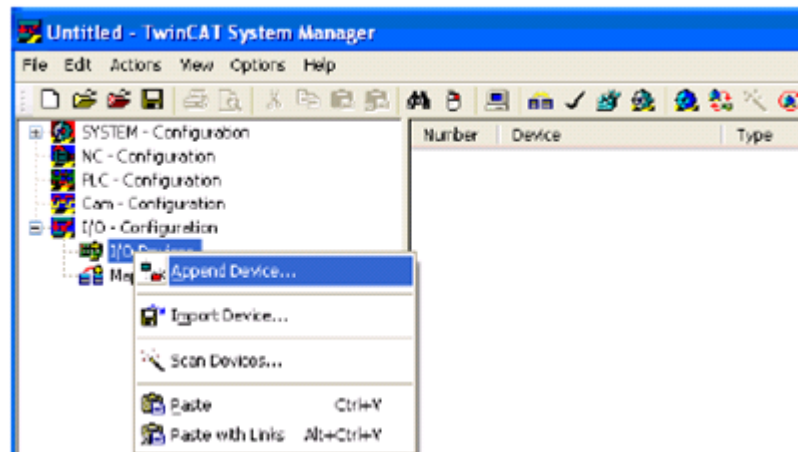 Untitled - TwinCAT System Manager
File Edit Actions View Options Help
SYSTEM - Configuration
NC - Configuration
PLC - Configuration
Cam - Configuration
I/O - Configuration
I/O Devices
Number Device Type
Append Device...
Import Device...
Scan Devices...
Paste Ctrl+V
Paste with Links Alt+Ctrl+V